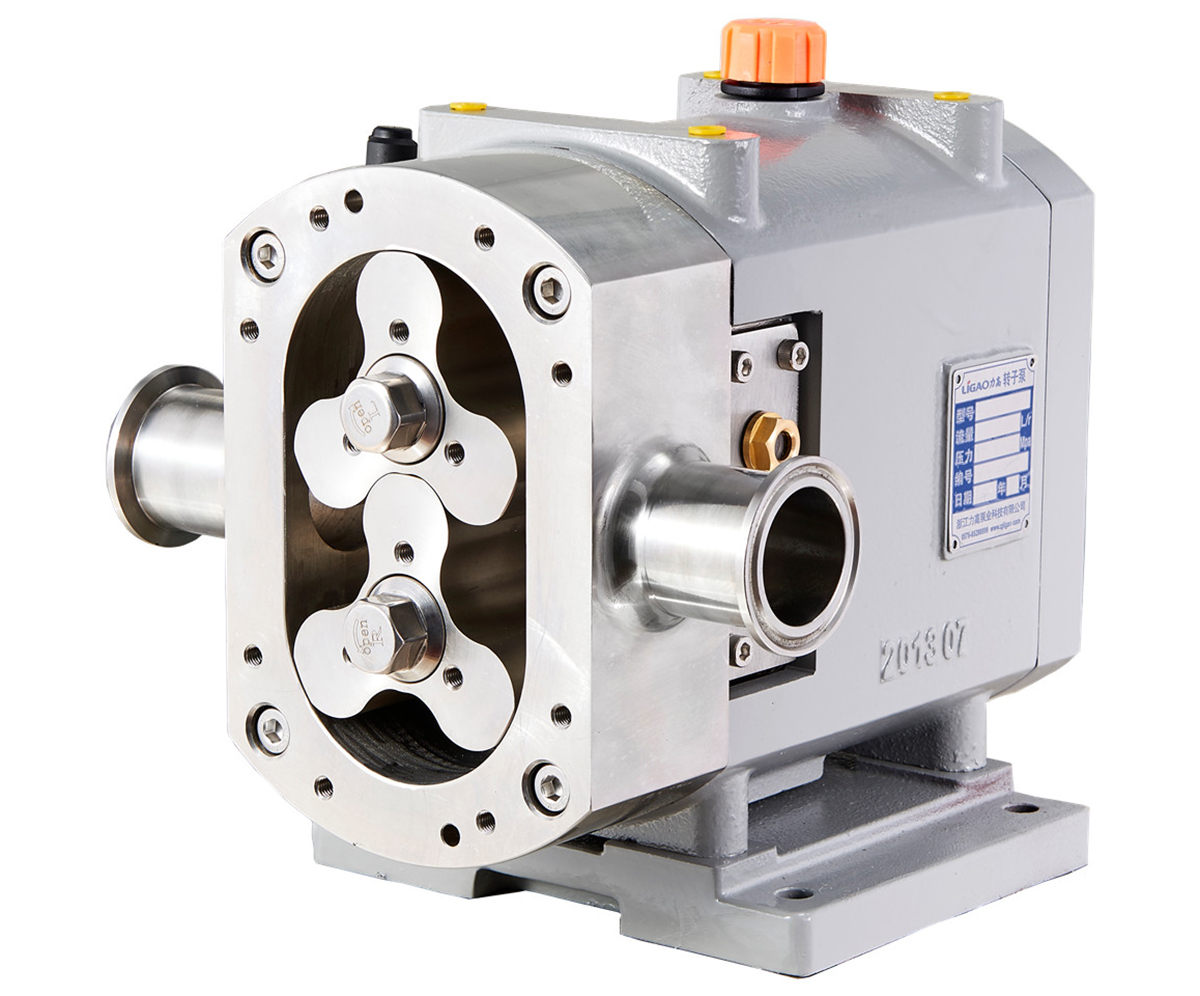 LIGAO力高 转子泵
型号
流量 L/r
压力 Mpa
编号
日期 年 月
浙江力高泵业科技有限公司
www.cpligao.com
open
open R
2013 07